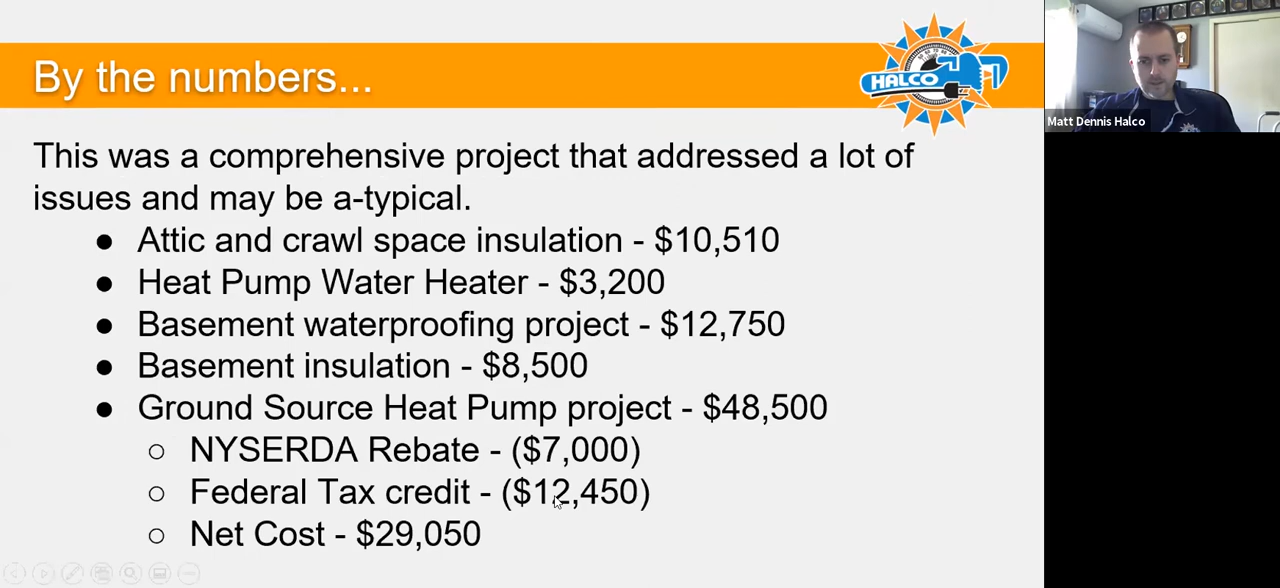 By the numbers...
HALCO
Matt Dennis Halco
This was a comprehensive project that addressed a lot of
issues and may be a-typical.
● Attic and crawl space insulation - $10,510
● Heat Pump Water Heater - $3,200
● Basement waterproofing project - $12,750
● Basement insulation - $8,500
● Ground Source Heat Pump project - $48,500
○ NYSERDA Rebate - ($7,000)
○ Federal Tax credit - ($12,450)
○ Net Cost - $29,050